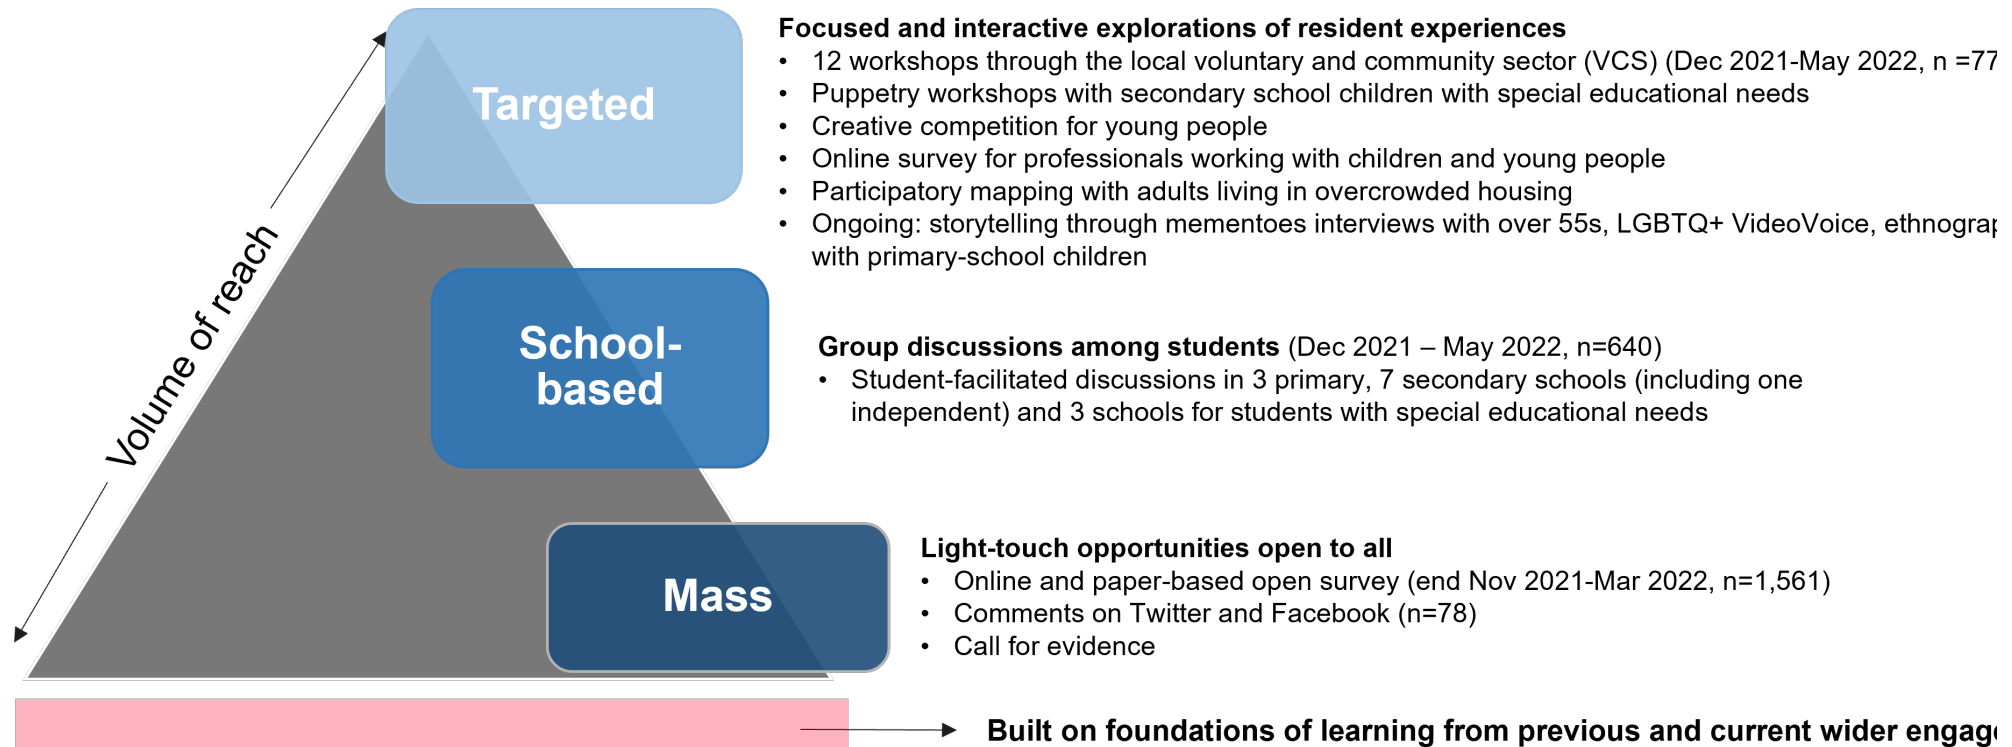 Volume of reach
Targeted
Focused and interactive explorations of resident experiences
• 12 workshops through the local voluntary and community sector (VCS) (Dec 2021-May 2022, n =77
• Puppetry workshops with secondary school children with special educational needs
• Creative competition for young people
• Online survey for professionals working with children and young people
• Participatory mapping with adults living in overcrowded housing
• Ongoing: storytelling through mementoes interviews with over 55s, LGBTQ+ VideoVoice,
with primary-school children
School-
based
Group discussions among students (Dec 2021 – May 2022, n=640)
• Student-facilitated discussions in 3 primary, 7 secondary schools (including one
independent) and 3 schools for students with special educational needs
Mass
Light-touch opportunities open to all
• Online and paper-based open survey (end Nov 2021-Mar 2022, n=1,561)
• Comments on Twitter and Facebook (n=78)
• Call for evidence
Built on foundations of learning from previous and current wider